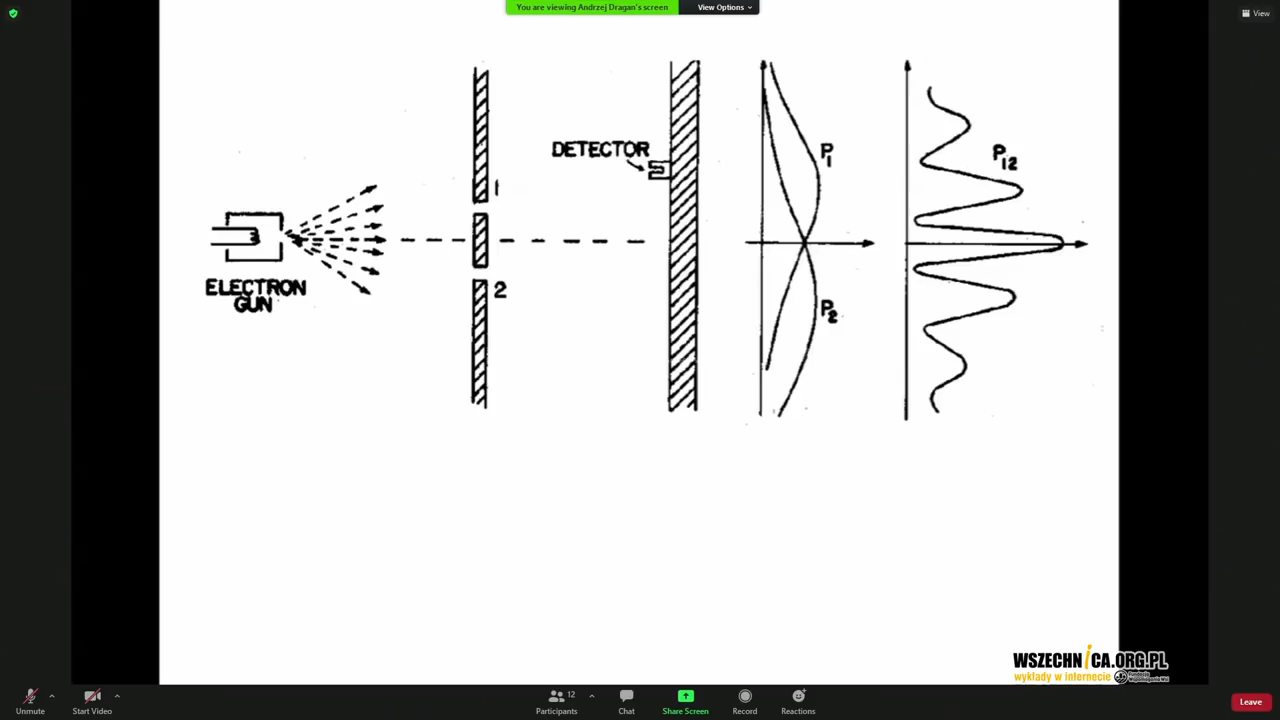 You are viewing Andrzej Dragan's screen
View Options
View
DETECTOR
1
2
ELECTRON
GUN
P1
P2
P12
WSZECHNICA.ORG.PL
wykłady w internecie
Unmute
Start Video
12
Participants
Chat
Share Screen
Record
Reactions
Leave